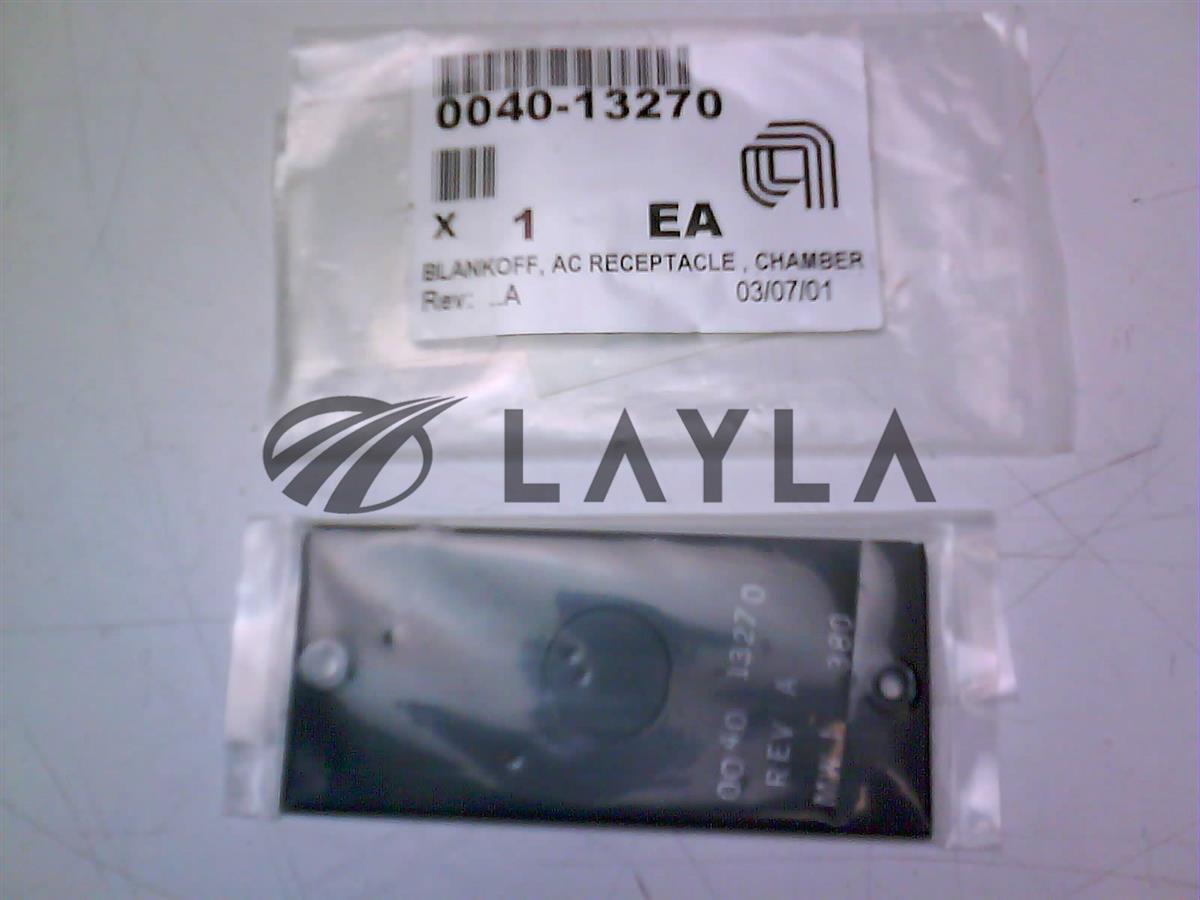 0040-13270
X 1 EA
BLANKOFF, AC RECEPTACLE , CHAMBER
Rev: ..A 03/07/01
LAYLA
0040 13270
REV A